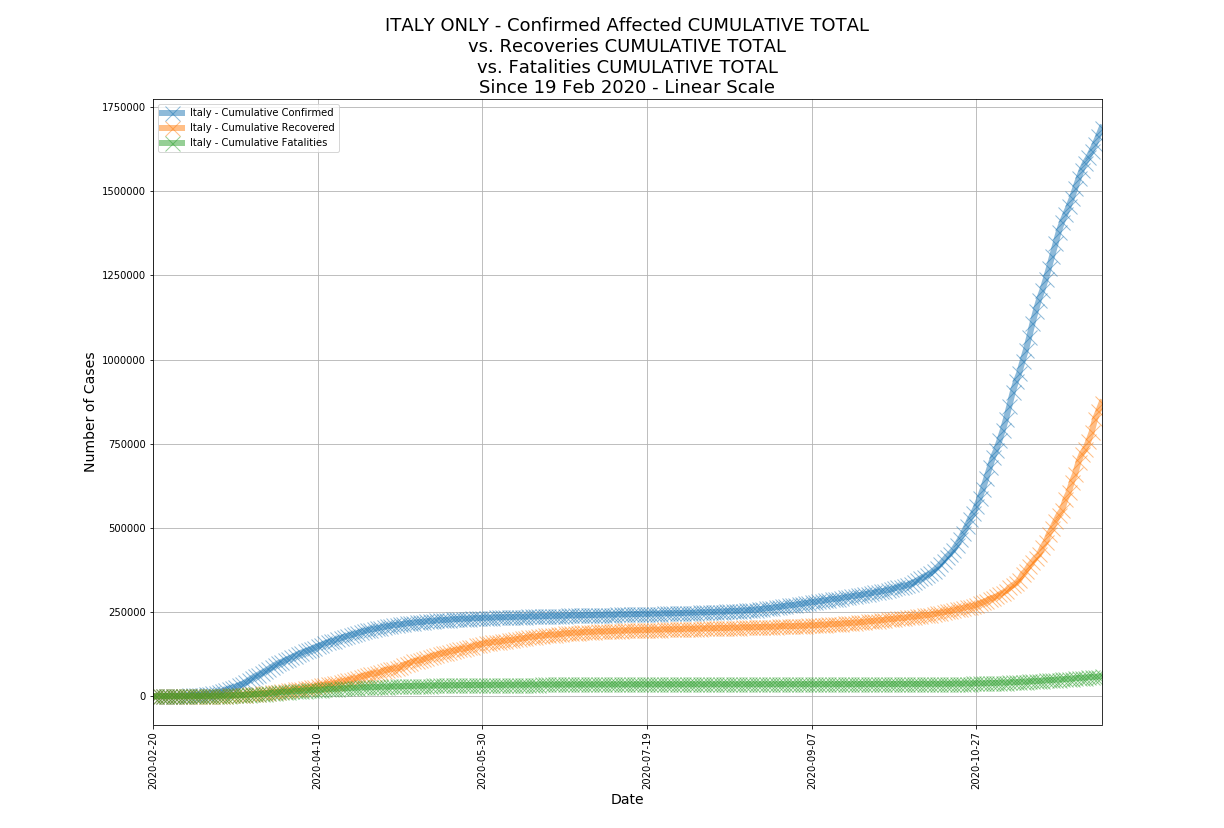 ITALY ONLY - Confirmed Affected CUMULATIVE TOTAL
vs. Recoveries CUMULATIVE TOTAL
vs. Fatalities CUMULATIVE TOTAL
Since 19 Feb 2020 - Linear Scale
Italy - Cumulative Confirmed
Italy - Cumulative Recovered
Italy - Cumulative Fatalities
Number of Cases
1750000
1500000
1250000
1000000
750000
500000
250000
0
2020-02-20
2020-04-10
2020-05-30
2020-07-19
2020-09-07
2020-10-27
Date